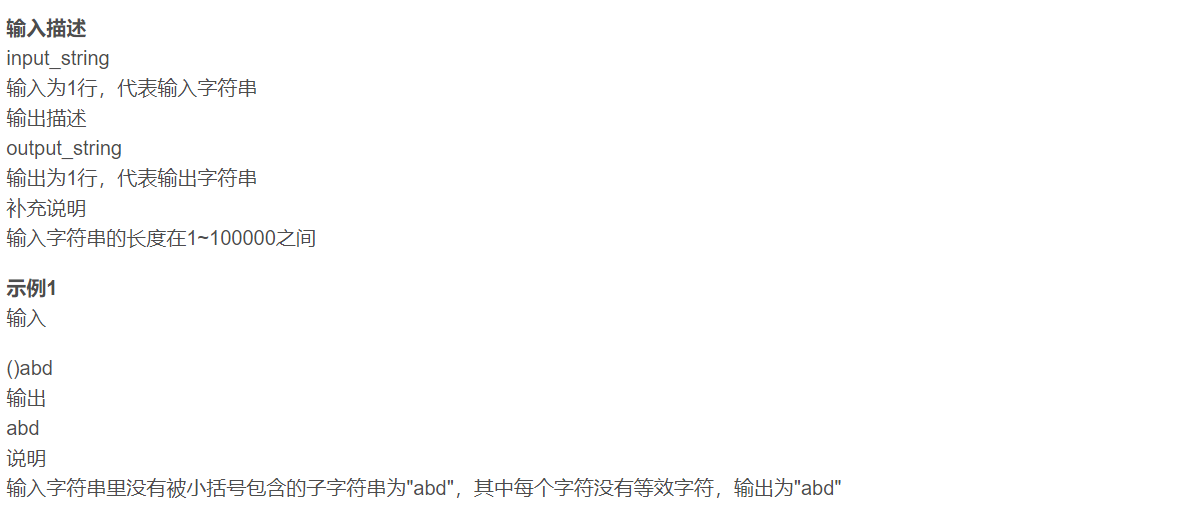 输入描述
input_string
输入为1行，代表输入字符串
输出描述
output_string
输出为1行，代表输出字符串
补充说明
输入字符串的长度在1~100000之间
示例1
输入
()abd
输出
abd
说明
输入字符串里没有被小括号包含的子字符串为"abd"，其中每个字符没有等效字符，输出为"abd"